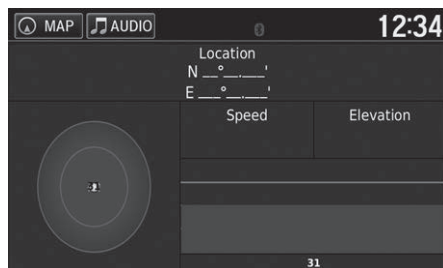 MAP AUDIO 12:34
Location
N __°__.___'
E ___°__.___'
Speed Elevation
31